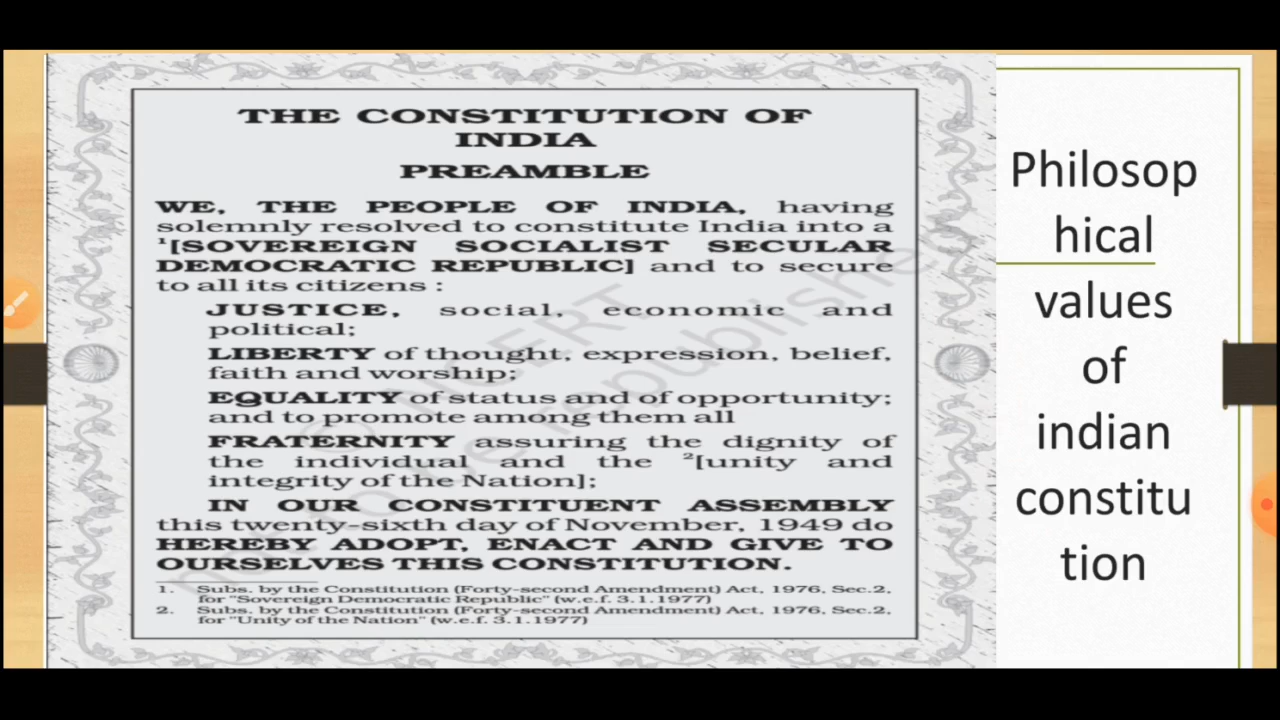 THE CONSTITUTION OF
INDIA
PREAMBLE
WE, THE PEOPLE OF INDIA, having
solemnly resolved to constitute India into a
¹[SOVEREIGN SOCIALIST SECULAR
DEMOCRATIC REPUBLIC] and to secure
to all its citizens :
JUSTICE, social, economic and
political;
LIBERTY of thought, expression, belief,
faith and worship;
EQUALITY of status and of opportunity;
and to promote among them all
FRATERNITY assuring the dignity of
the individual and the ²[unity and
integrity of the Nation];
IN OUR CONSTITUENT ASSEMBLY
this twenty-sixth day of November, 1949 do
HEREBY ADOPT, ENACT AND GIVE TO
OURSELVES THIS CONSTITUTION.
1. Subs. by the Constitution (Forty-second Amendment) Act, 1976, Sec.2,
for "Sovereign Democratic Republic" (w.e.f. 3.1.1977)
2. Subs. by the Constitution (Forty-second Amendment) Act, 1976, Sec.2,
for "Unity of the Nation" (w.e.f. 3.1.1977)
© NCERT
not to be republished
Philosop
hical
values
of
indian
constitu
tion